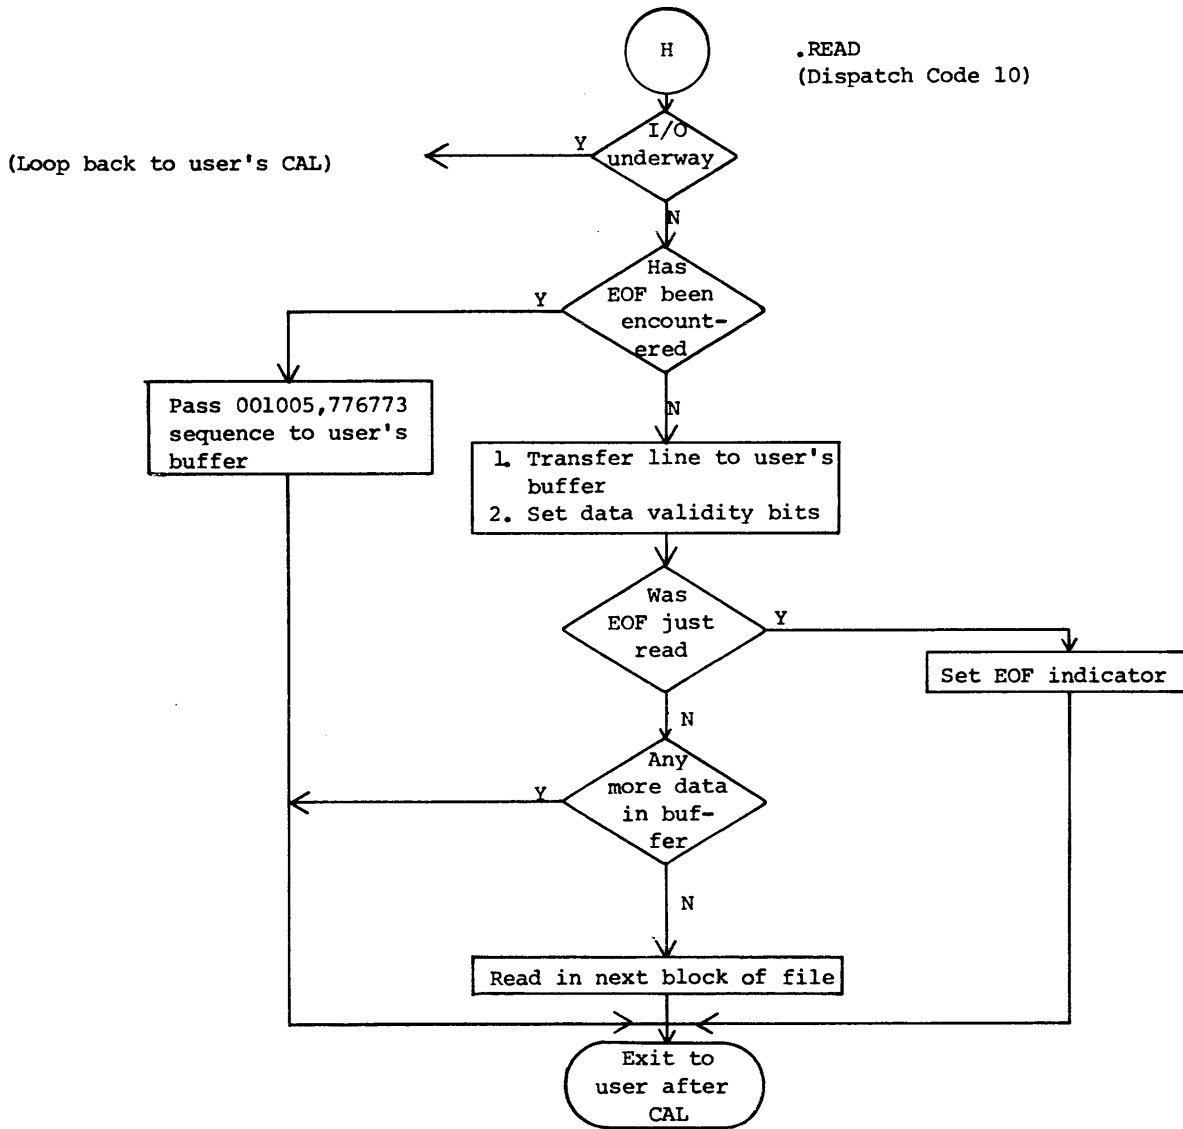 H
.READ
(Dispatch Code 10)
I/O
underway
Y
(Loop back to user's CAL)
N
Has
EOF been
encount-
ered
Y
N
Pass 001005,776773
sequence to user's
buffer
1. Transfer line to user's
buffer
2. Set data validity bits
Was
EOF just
read
Y
Set EOF indicator
N
Any
more data
in buf-
fer
Y
N
Read in next block of file
Exit to
user after
CAL